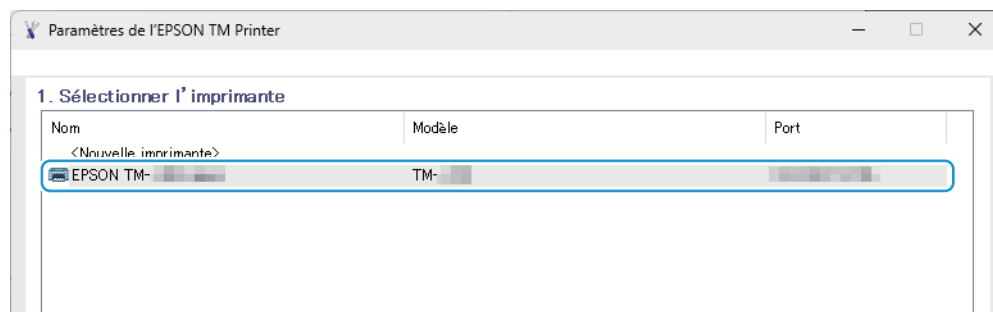 Paramètres de l'EPSON TM Printer
1. Sélectionner l'imprimante
Nom Modèle Port
<Nouvelle imprimante>
EPSON TM- TM-